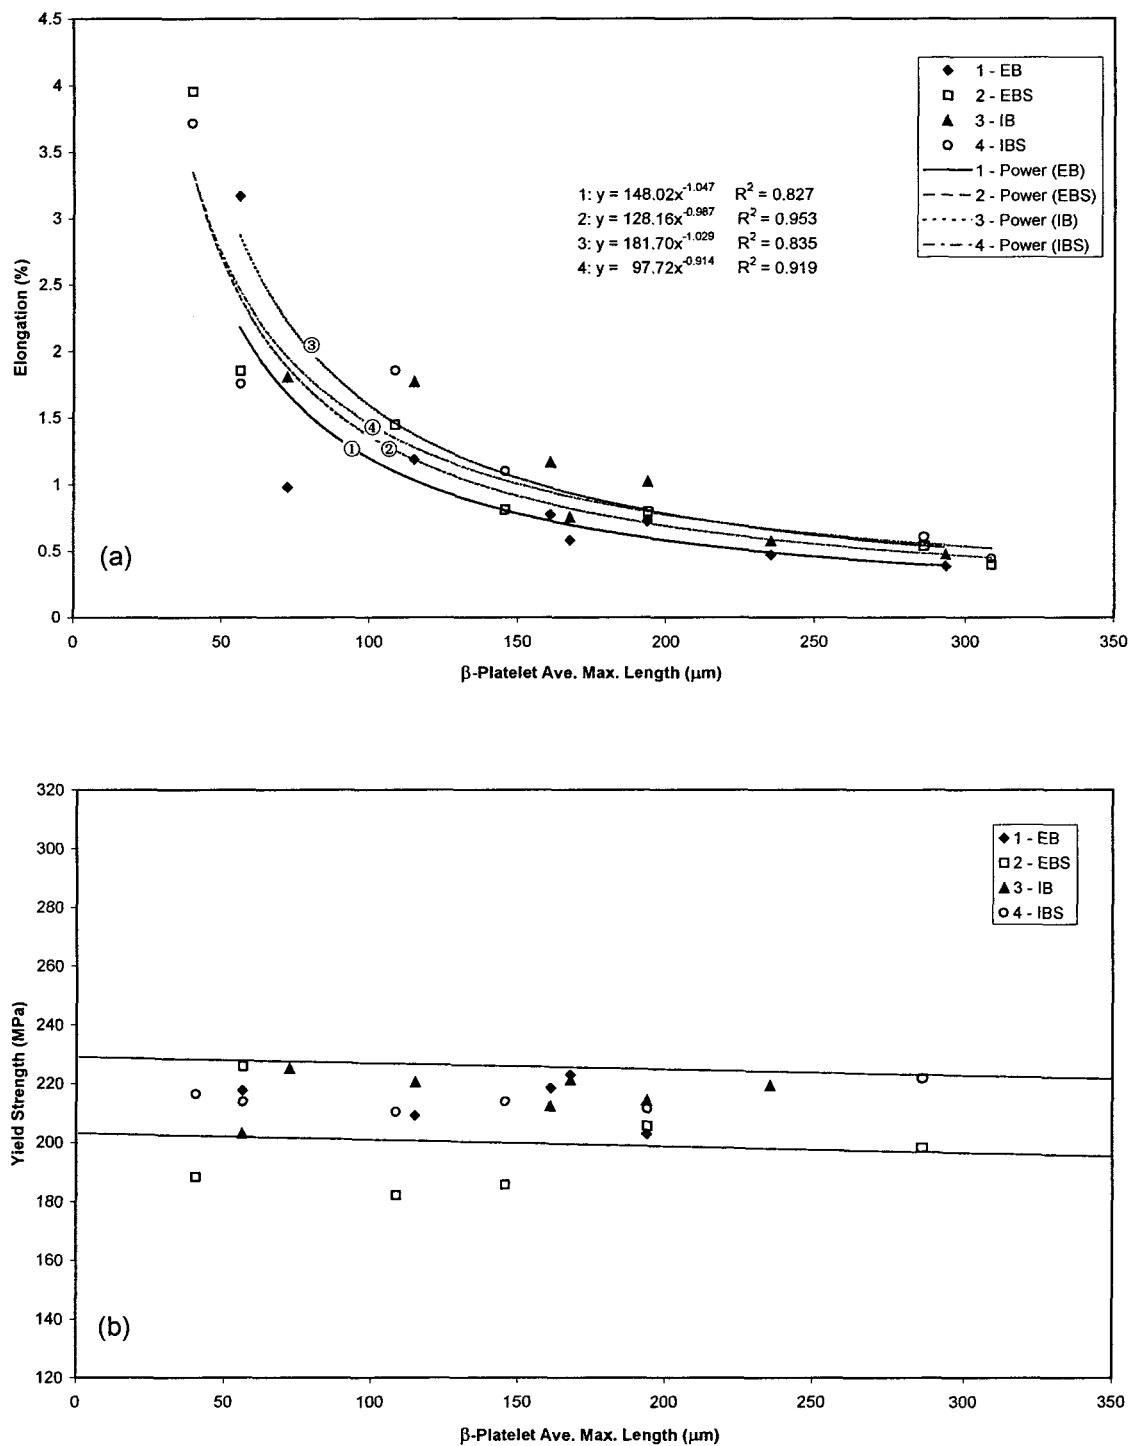 4.5
4
3.5
3
2.5
2
1.5
1
0.5
0
Elongation (%)
1 - EB
2 - EBS
3 - IB
4 - IBS
1 - Power (EB)
2 - Power (EBS)
3 - Power (IB)
4 - Power (IBS)
1: y = 148.02x^-1.047 R^2 = 0.827
2: y = 128.16x^-0.987 R^2 = 0.953
3: y = 181.70x^-1.029 R^2 = 0.835
4: y = 97.72x^-0.914 R^2 = 0.919
③
④
① ②
(a)
0 50 100 150 200 250 300 350
β-Platelet Ave. Max. Length (μm)
320
300
280
260
240
220
200
180
160
140
120
Yield Strength (MPa)
1 - EB
2 - EBS
3 - IB
4 - IBS
(b)
0 50 100 150 200 250 300 350
β-Platelet Ave. Max. Length (μm)